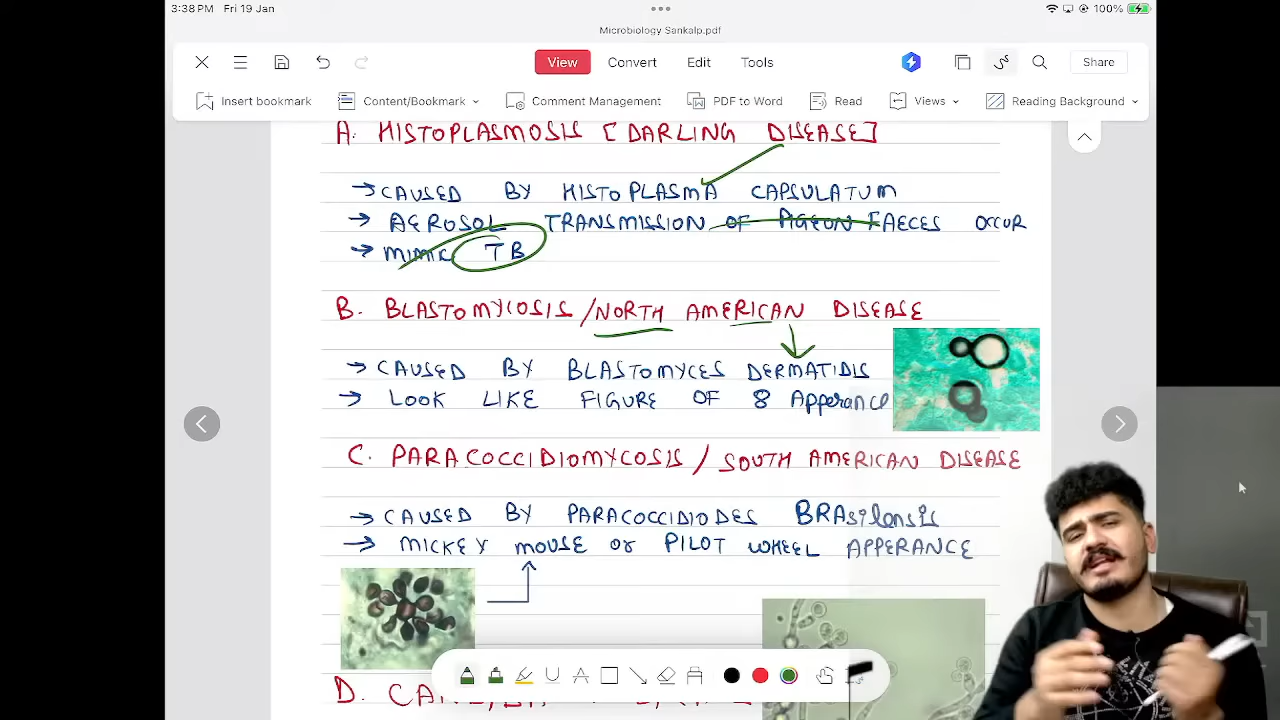 3:38 PM Fri 19 Jan
100%
Microbiology Sankalp.pdf
View Convert Edit Tools Share
Insert bookmark Content/Bookmark Comment Management PDF to Word Read Views Reading Background
A. HISTOPLASMOSIS [DARLING DISEASE]
→ CAUSED BY HISTOPLASMA CAPSULATUM
→ AEROSOL TRANSMISSION OF PIGEON FAECES OCCUR
→ MIMIC TB
B. BLASTOMYCOSIS / NORTH AMERICAN DISEASE
→ CAUSED BY BLASTOMYCES DERMATIDIS
→ LOOK LIKE FIGURE OF 8 Apperance
C. PARACOCCIDIOMYCOSIS / SOUTH AMERICAN DISEASE
→ CAUSED BY PARACOCCIDIODES BRAsilensis
→ MICKEY MOUSE or PILOT WHEEL APPERANCE
D.